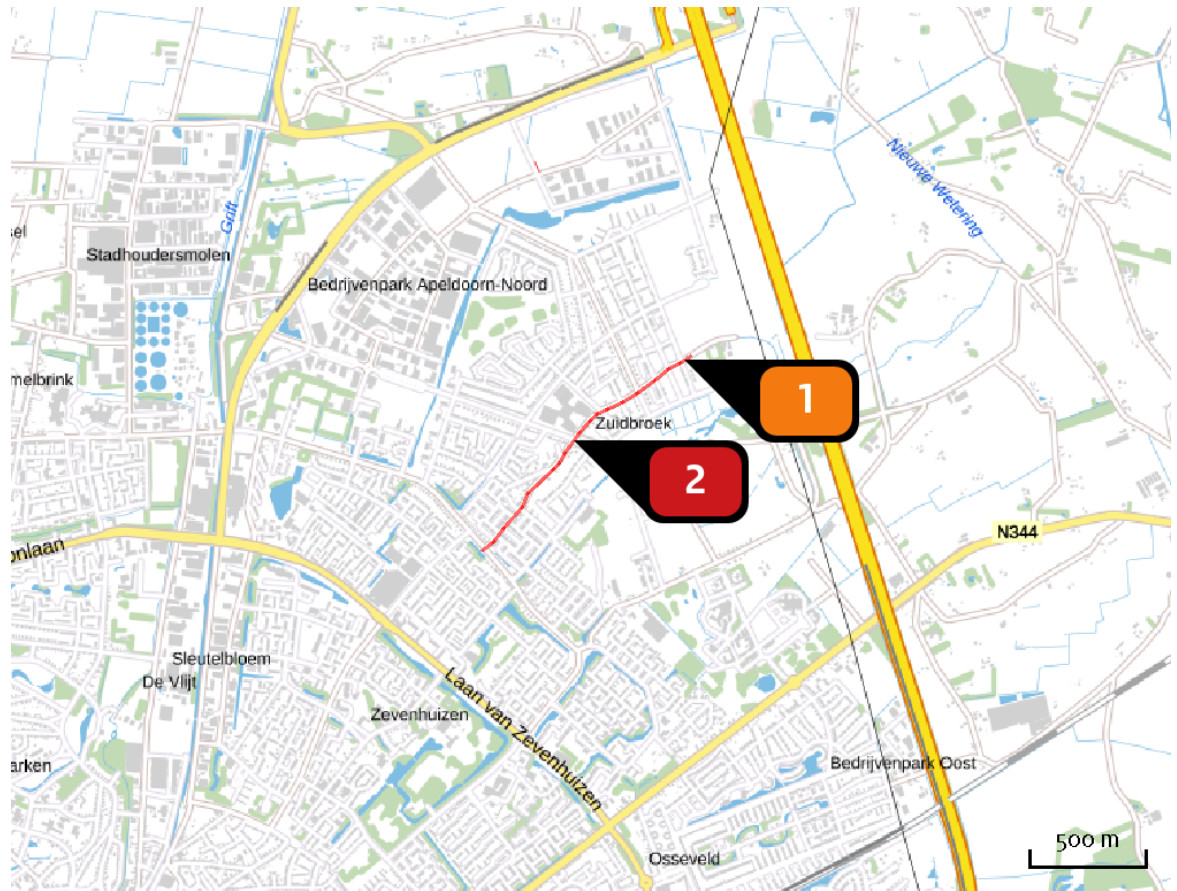 Nieuwe Wetering
Grift
sel
Stadhoudersmolen
Bedrijvenpark Apeldoorn-Noord
melbrink
1
Zuidbroek
2
N344
onlaan
Sleutelbloem
De Vlijt
Laan van Zevenhuizen
Zevenhuizen
arken
Bedrijvenpark Oost
500 m
Osseveld